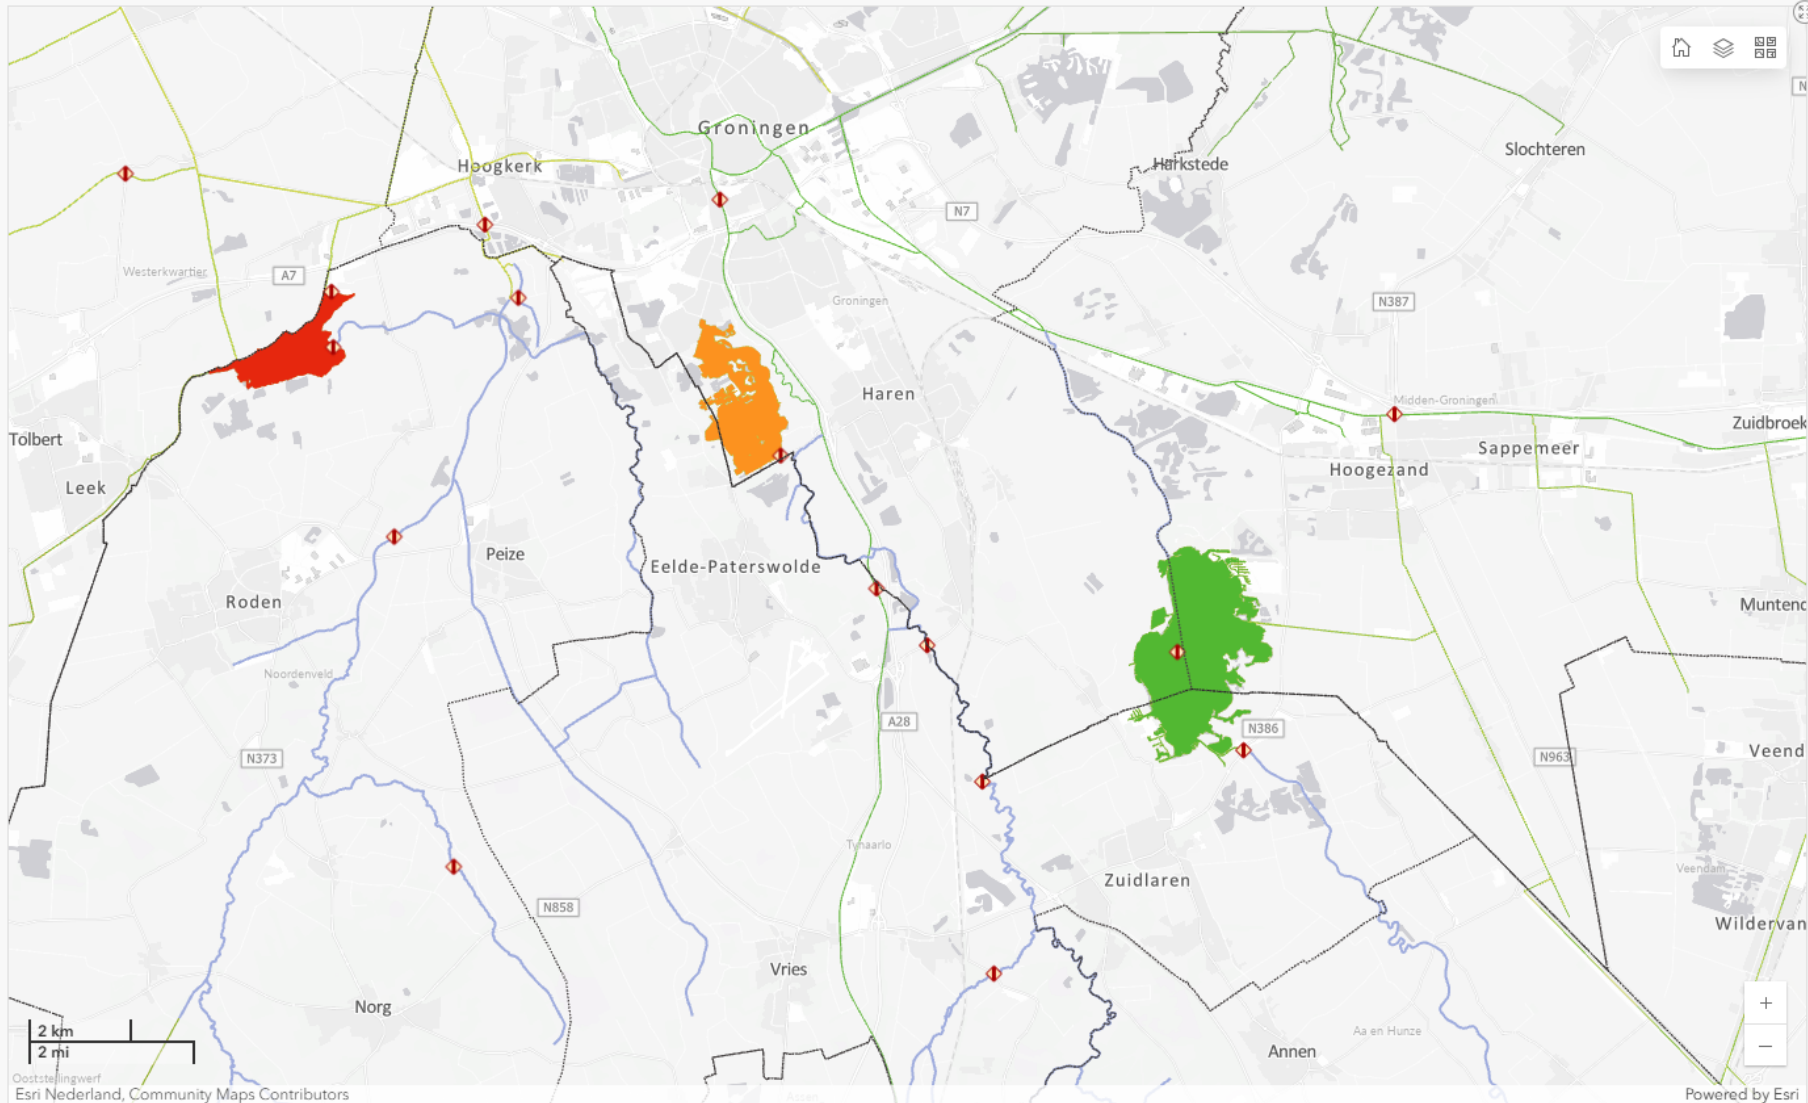 Groningen
Hoogkerk
Harkstede
Slochteren
N7
Westerkwartier
A7
Groningen
N387
Haren
Midden-Groningen
Zuidbroek
Tolbert
Sappemeer
Hoogezand
Leek
Peize
Eelde-Paterswolde
Roden
Muntend
Noordenveld
A28
N386
N373
N963
Veend
Tynaarlo
Zuidlaren
Veendam
N858
Wildervan
Vries
Norg
2 km
2 mi
Aa en Hunze
Annen
Ooststellingwerf
Assen
Esri Nederland, Community Maps Contributors
Powered by Esri